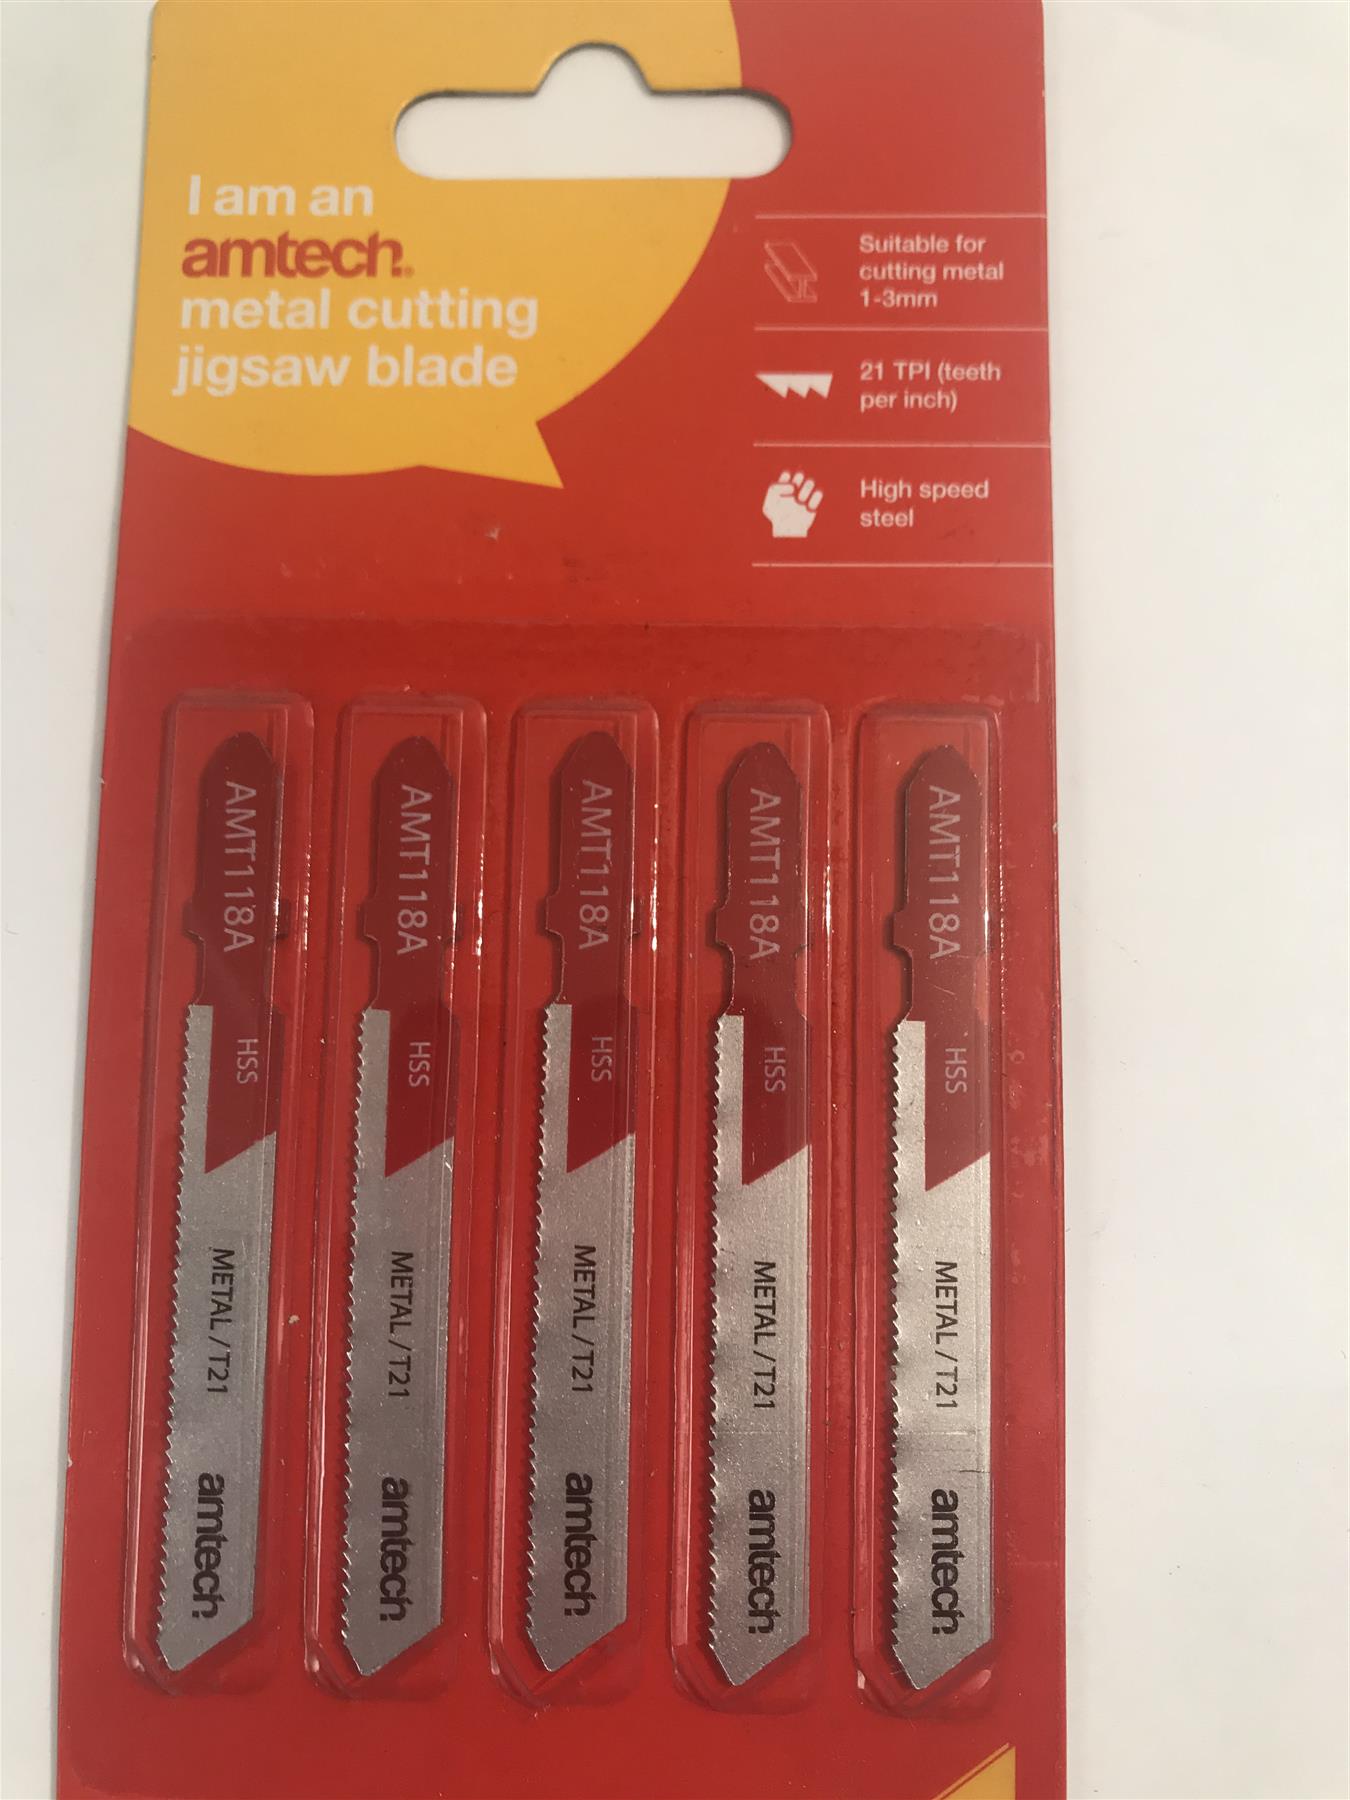 I am an
amtech®
metal cutting
jigsaw blade
Suitable for
cutting metal
1-3mm
21 TPI (teeth
per inch)
High speed
steel
AMT118A
HSS
METAL / T21
amtech
AMT118A
HSS
METAL / T21
amtech
AMT118A
HSS
METAL / T21
amtech
AMT118A
HSS
METAL / T21
amtech
AMT118A
HSS
METAL / T21
amtech